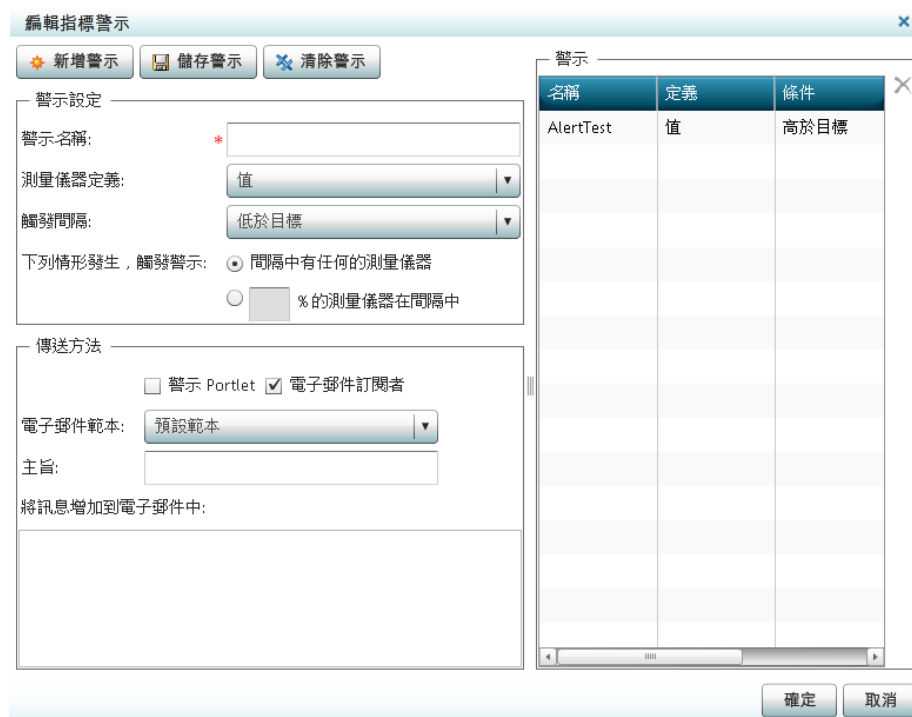 編輯指標警示
新增警示 儲存警示 清除警示
警示設定
警示名稱: *
測量儀器定義: 值
觸發間隔: 低於目標
下列情形發生，觸發警示: 間隔中有任何的測量儀器
% 的測量儀器在間隔中
傳送方法
警示 Portlet 電子郵件訂閱者
電子郵件範本: 預設範本
主旨:
將訊息增加到電子郵件中:
警示
名稱 定義 條件
AlertTest 值 高於目標
確定 取消